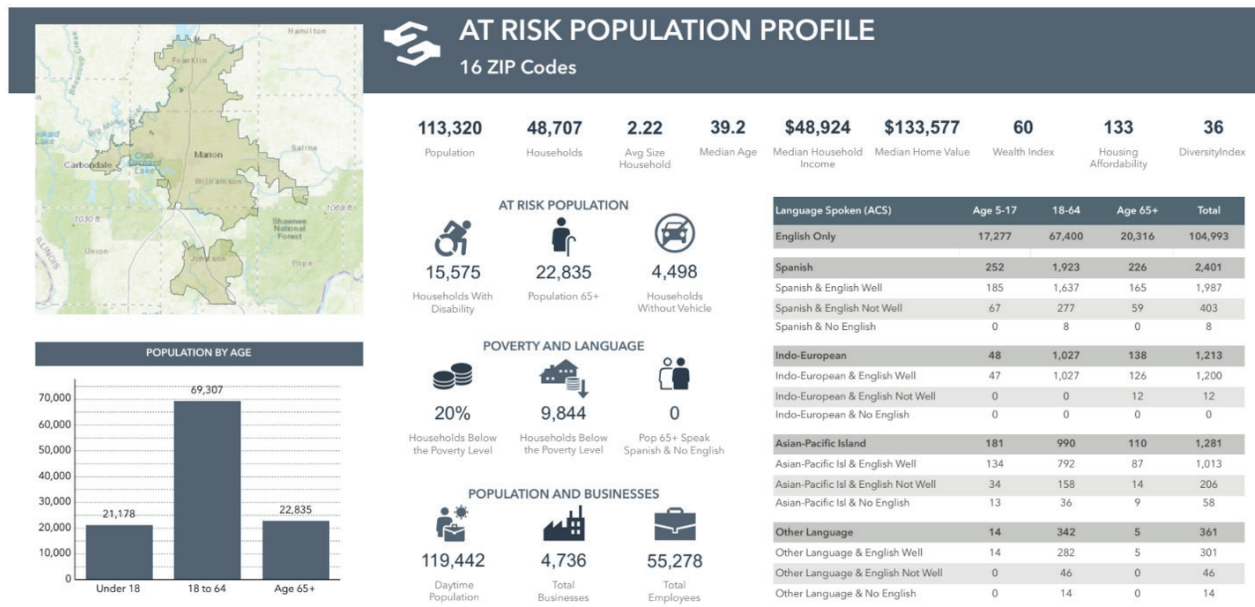 AT RISK POPULATION PROFILE
16 ZIP Codes
Hamilton
Franklin
Carbondale
Crab
Orchard
Lake
Marion
Saline
Williamson
1030 ft
1069 ft
Shawnee
National
Forest
ILLINOIS
Union
Johnson
Pope
113,320
Population
48,707
Households
2.22
Avg Size
Household
39.2
Median Age
$48,924
Median Household
Income
$133,577
Median Home Value
60
Wealth Index
133
Housing
Affordability
36
DiversityIndex
AT RISK POPULATION
15,575
Households With
Disability
22,835
Population 65+
4,498
Households
Without Vehicle
POVERTY AND LANGUAGE
20%
Households Below
the Poverty Level
9,844
Households Below
the Poverty Level
0
Pop 65+ Speak
Spanish & No English
POPULATION AND BUSINESSES
119,442
Daytime
Population
4,736
Total
Businesses
55,278
Total
Employees
POPULATION BY AGE
70,000
60,000
50,000
40,000
30,000
20,000
10,000
0
21,178
69,307
22,835
Under 18 18 to 64 Age 65+
Language Spoken (ACS) Age 5-17 18-64 Age 65+ Total
English Only 17,277 67,400 20,316 104,993
Spanish 252 1,923 226 2,401
Spanish & English Well 185 1,637 165 1,987
Spanish & English Not Well 67 277 59 403
Spanish & No English 0 8 0 8
Indo-European 48 1,027 138 1,213
Indo-European & English Well 47 1,027 126 1,200
Indo-European & English Not Well 0 0 12 12
Indo-European & No English 0 0 0 0
Asian-Pacific Island 181 990 110 1,281
Asian-Pacific Isl & English Well 134 792 87 1,013
Asian-Pacific Isl & English Not Well 34 158 14 206
Asian-Pacific Isl & No English 13 36 9 58
Other Language 14 342 5 361
Other Language & English Well 14 282 5 301
Other Language & English Not Well 0 46 0 46
Other Language & No English 0 14 0 14